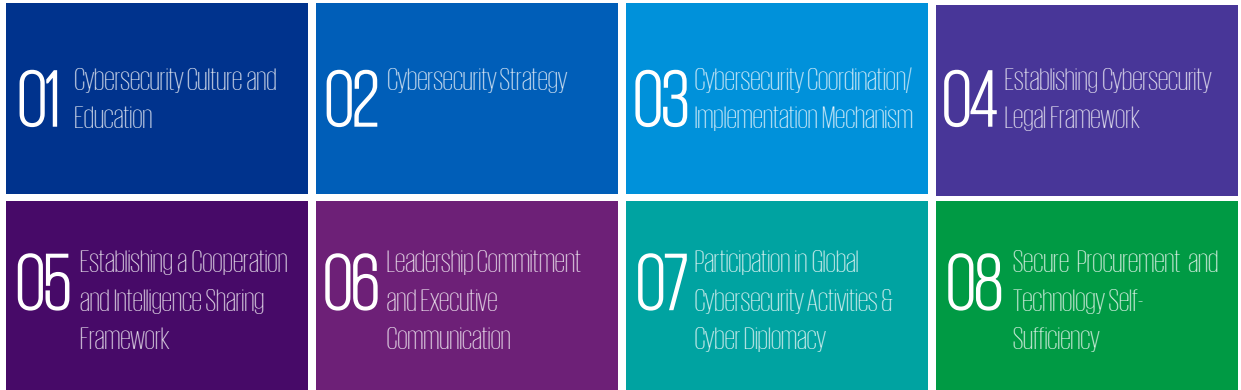 01 Cybersecurity Culture and
Education
02 Cybersecurity Strategy
03 Cybersecurity Coordination/
Implementation Mechanism
04 Establishing Cybersecurity
Legal Framework
05 Establishing a Cooperation
and Intelligence Sharing
Framework
06 Leadership Commitment
and Executive
Communication
07 Participation in Global
Cybersecurity Activities &
Cyber Diplomacy
08 Secure Procurement and
Technology Self-
Sufficiency